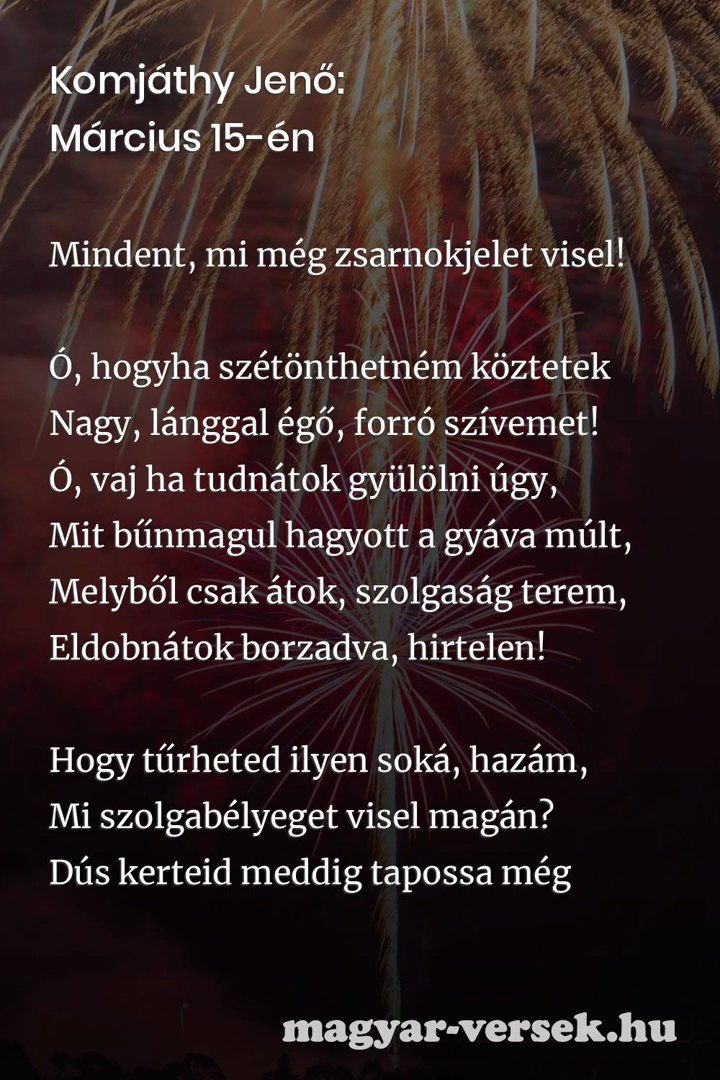 Komjáthy Jenő:
Március 15-én
Mindent, mi még zsarnokjelet visel!
Ó, hogyha szétönthetném köztetek
Nagy, lánggal égő, forró szívemet!
Ó, vaj ha tudnátok gyülölni úgy,
Mit bűnmagul hagyott a gyáva múlt,
Melyből csak átok, szolgaság terem,
Eldobnátok borzadva, hirtelen!
Hogy tűrheted ilyen soká, hazám,
Mi szolgabélyeget visel magán?
Dús kerteid meddig tapossa még
magyar-versek.hu